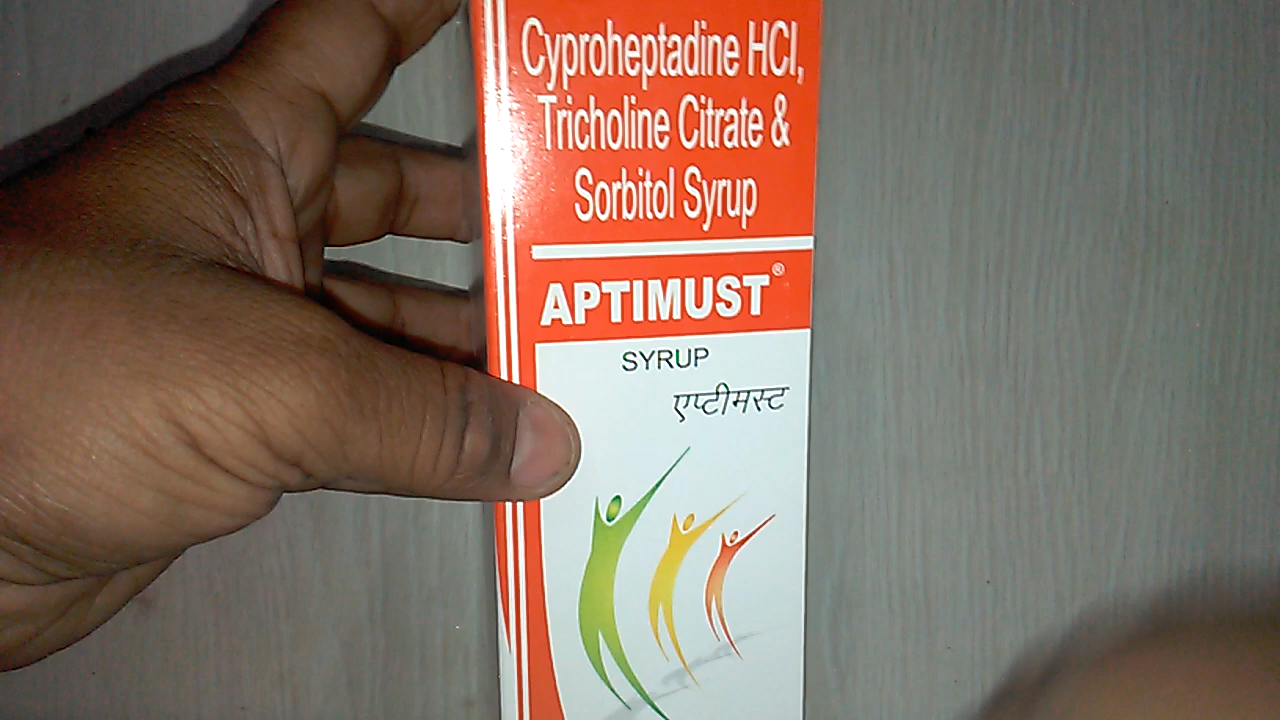 Cyproheptadine HCl,
Tricholine Citrate &
Sorbitol Syrup
APTIMUST®
SYRUP
एप्टीमस्ट